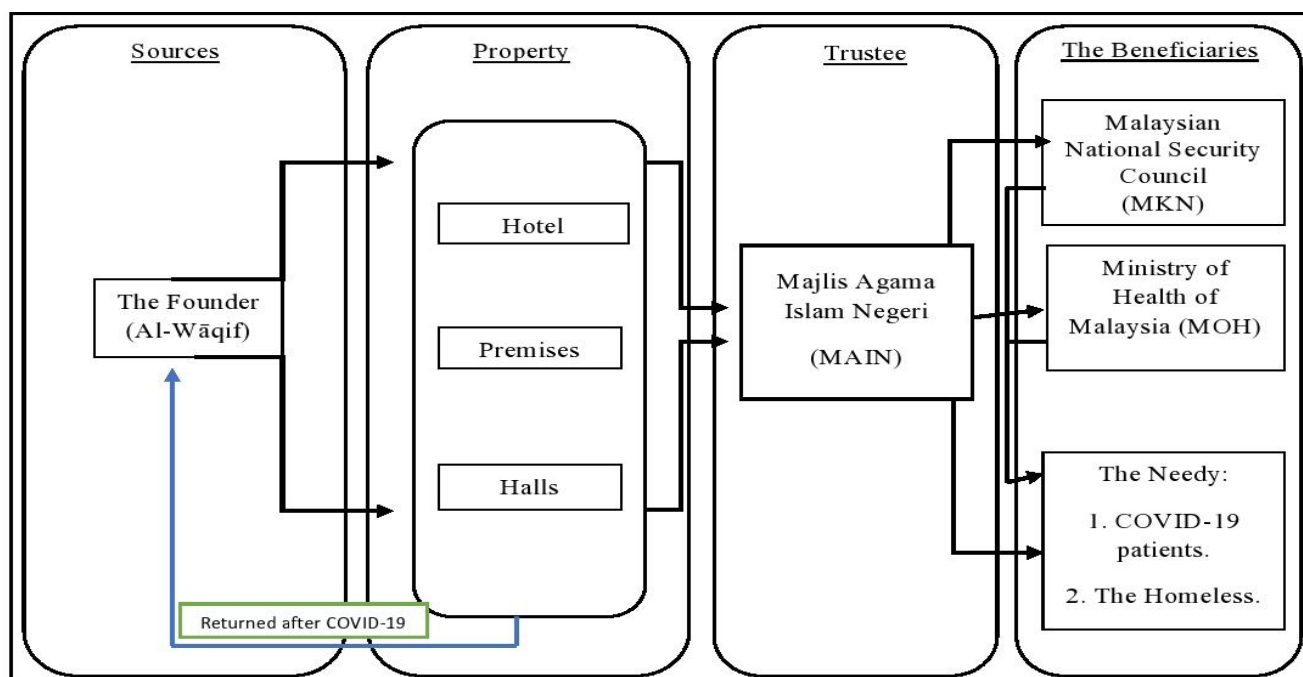 Sources
The Founder
(Al-Wāqif)
Property
Hotel
Premises
Halls
Returned after COVID-19
Trustee
Majlis Agama
Islam Negeri
(MAIN)
The Beneficiaries
Malaysian
National Security
Council
(MKN)
Ministry of
Health of
Malaysia (MOH)
The Needy:
1. COVID-19
patients.
2. The Homeless.